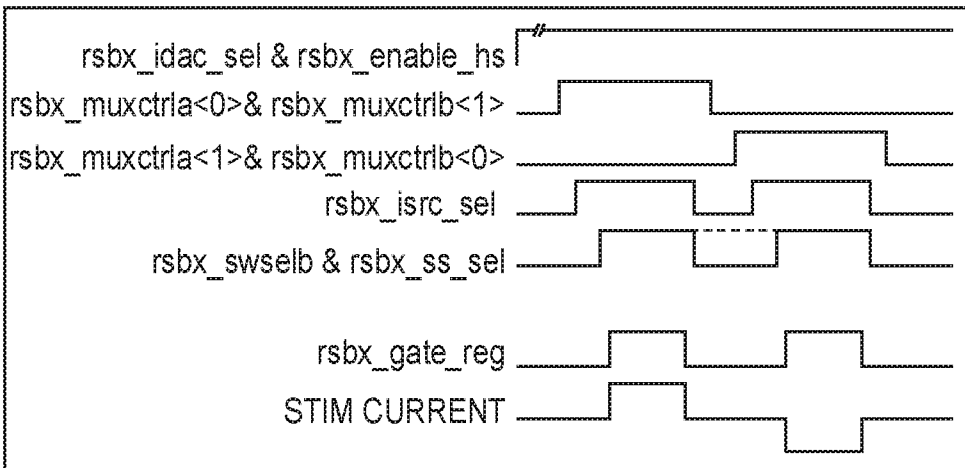 rsbx_idac_sel & rsbx_enable_hs
rsbx_muxctrla<0>& rsbx_muxctrlb<1>
rsbx_muxctrla<1>& rsbx_muxctrlb<0>
rsbx_isrc_sel
rsbx_swselb & rsbx_ss_sel
rsbx_gate_reg
STIM CURRENT